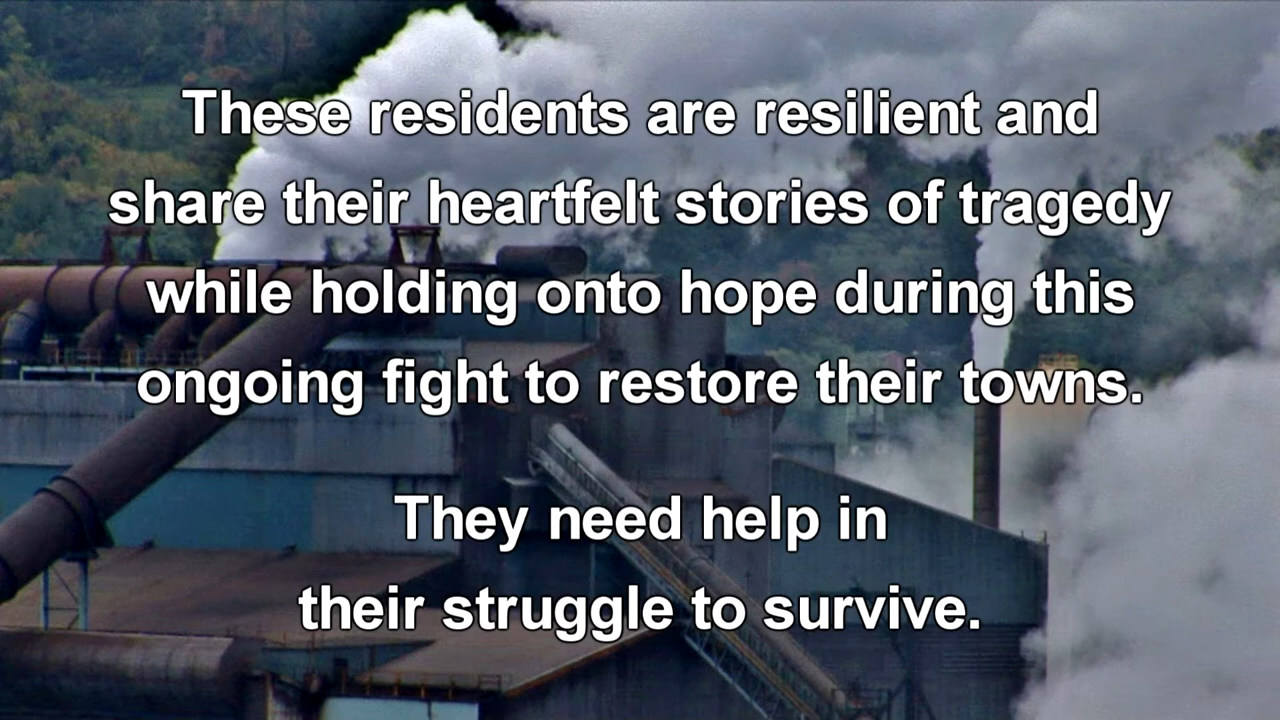 These residents are resilient and
share their heartfelt stories of tragedy
while holding onto hope during this
ongoing fight to restore their towns.
They need help in
their struggle to survive.